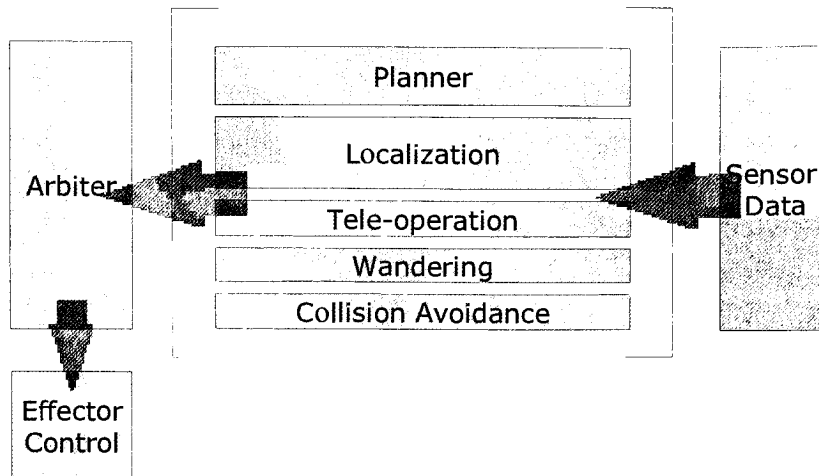 Planner
Localization
Tele-operation
Wandering
Collision Avoidance
Arbiter
Sensor
Data
Effector
Control